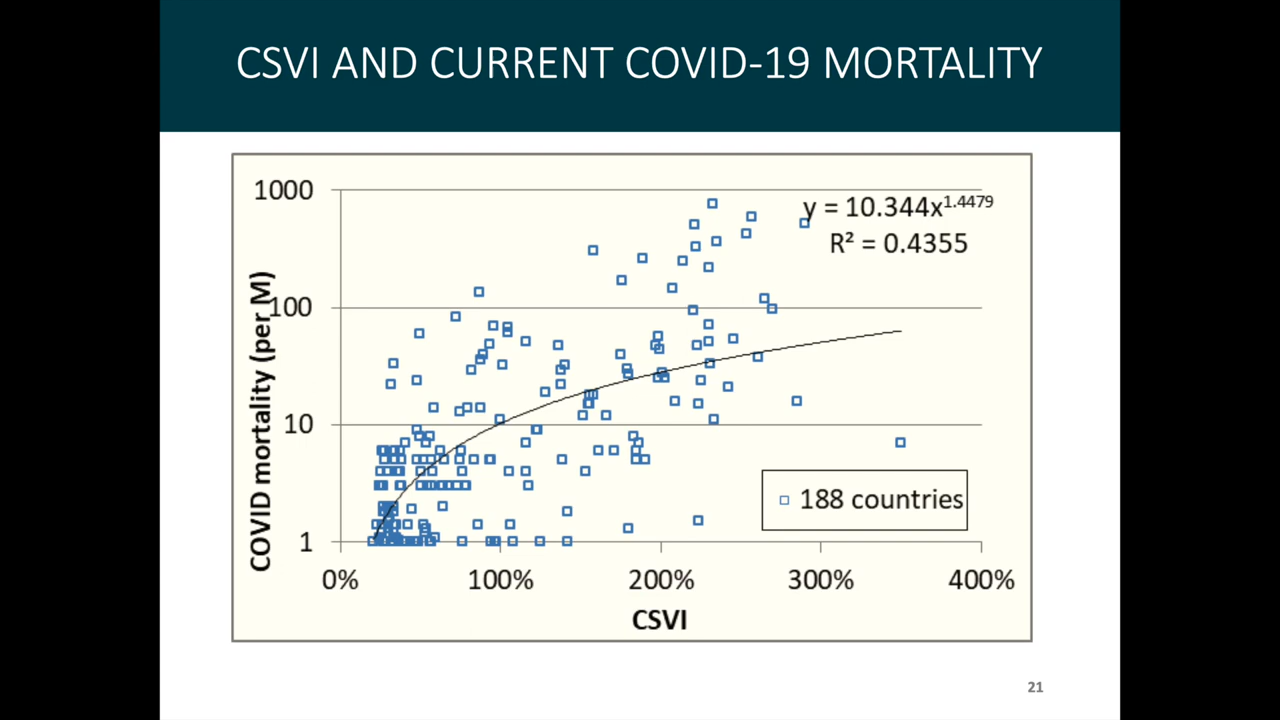 CSVI AND CURRENT COVID-19 MORTALITY
COVID mortality (per M)
1000
100
10
1
y = 10.344x^1.4479
R² = 0.4355
188 countries
0% 100% 200% 300% 400%
CSVI
21